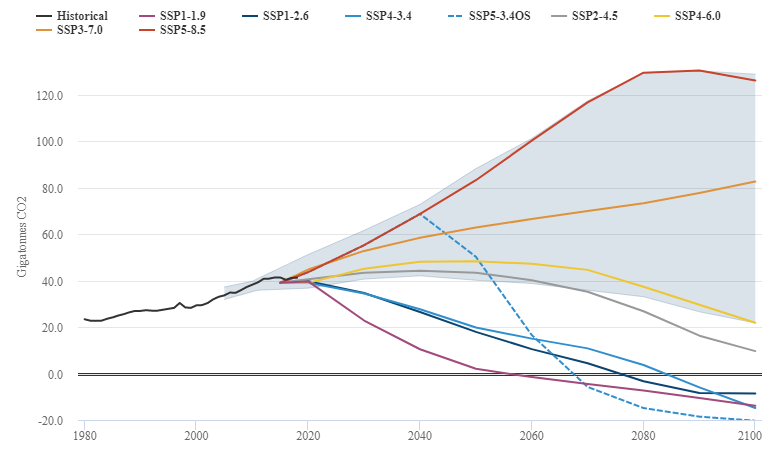 Historical SSP1-1.9 SSP1-2.6 SSP4-3.4 SSP5-3.4OS SSP2-4.5 SSP4-6.0
SSP3-7.0 SSP5-8.5
120.0
100.0
80.0
60.0
40.0
20.0
0.0
-20.0
Gigatonnes CO2
1980 2000 2020 2040 2060 2080 2100